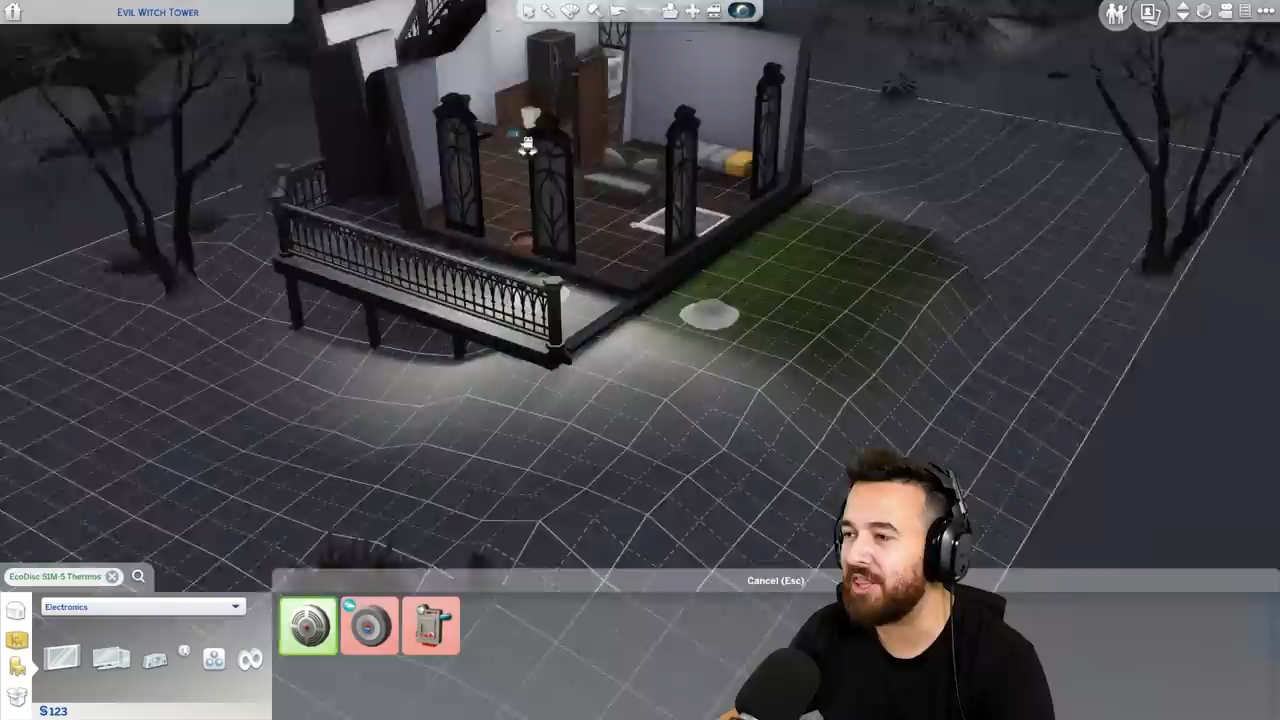 EVIL WITCH TOWER
Cancel (Esc)
EcoDisc SIM-5 Thermos
Electronics
$123